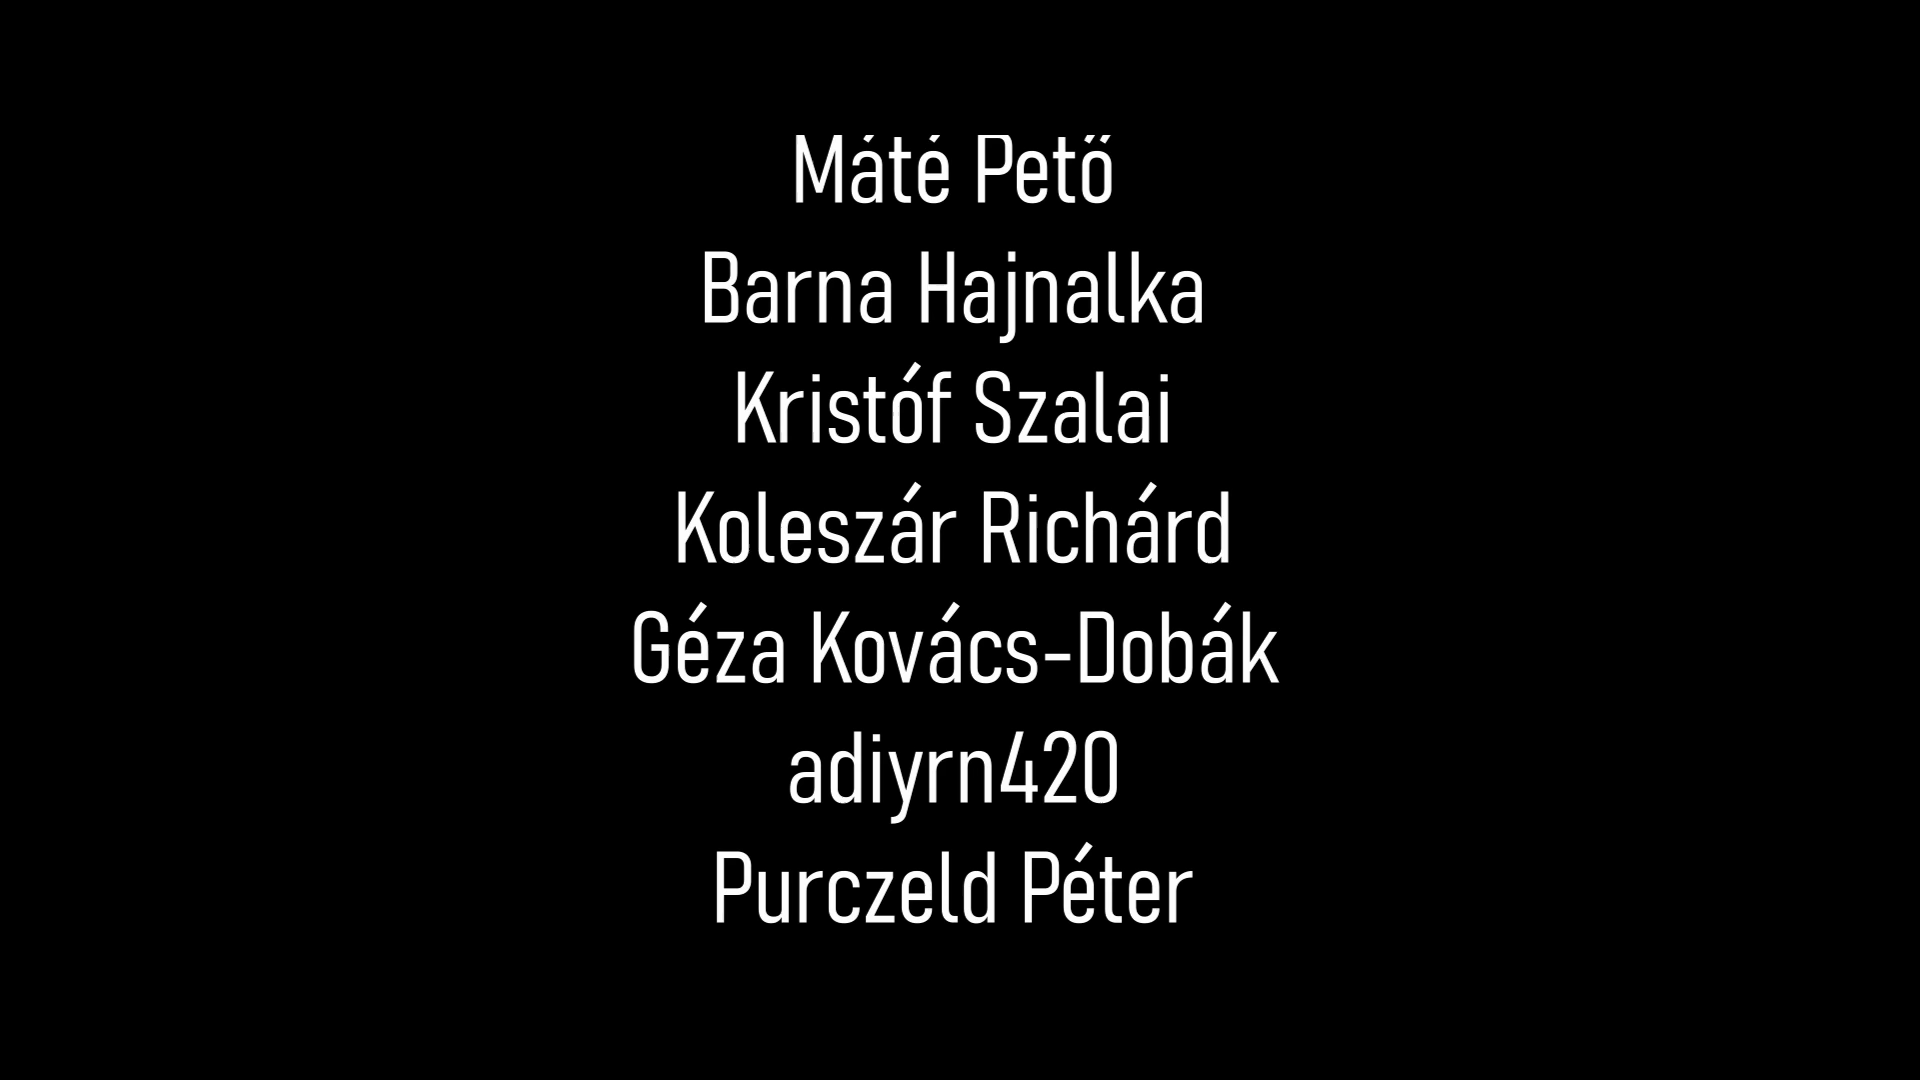 Máté Pető
Barna Hajnalka
Kristóf Szalai
Koleszár Richárd
Géza Kovács-Dobák
adiyrn420
Purczeld Péter